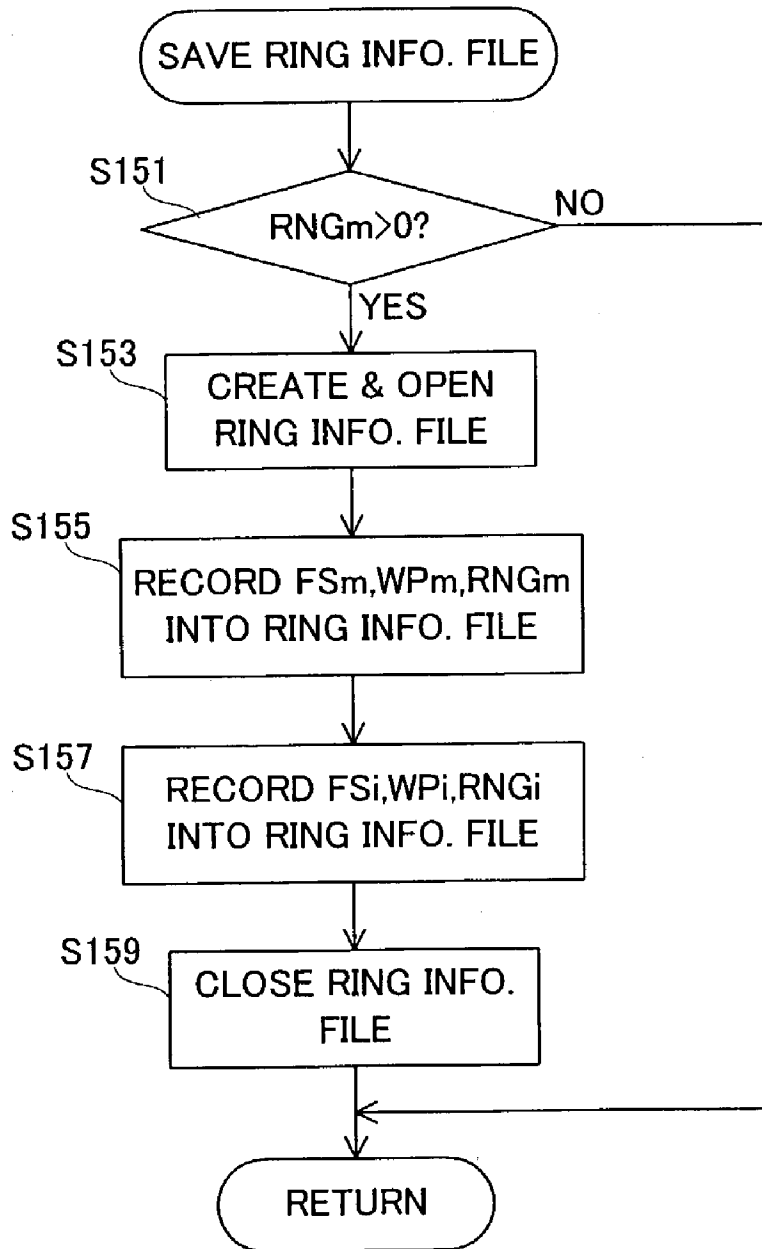 SAVE RING INFO. FILE
S151
RNGm>0?
NO
YES
S153
CREATE & OPEN
RING INFO. FILE
S155
RECORD FSm,WPm,RNGm
INTO RING INFO. FILE
S157
RECORD FSi,WPi,RNGi
INTO RING INFO. FILE
S159
CLOSE RING INFO.
FILE
RETURN